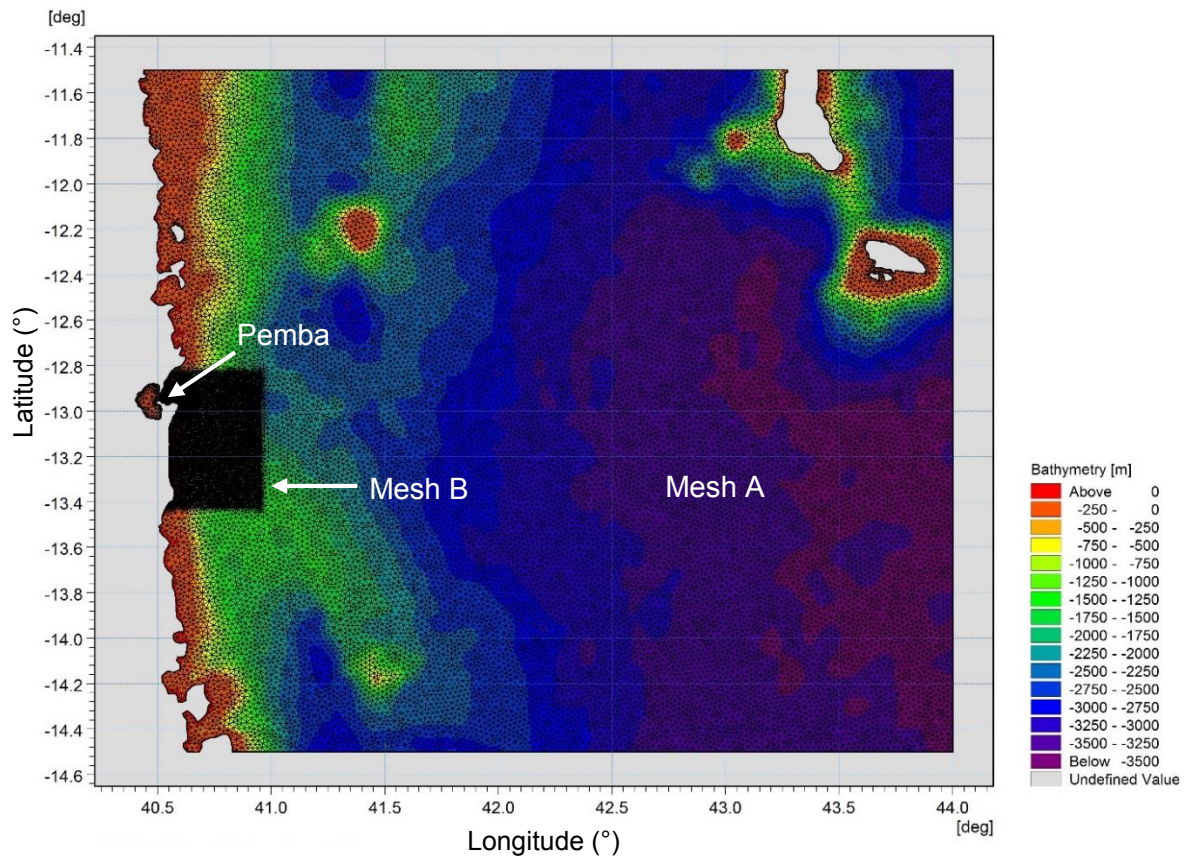 [deg]
-11.4
-11.6
-11.8
-12.0
-12.2
-12.4
-12.6
-12.8
-13.0
-13.2
-13.4
-13.6
-13.8
-14.0
-14.2
-14.4
-14.6
Latitude (°)
Pemba
Mesh B
Mesh A
40.5 41.0 41.5 42.0 42.5 43.0 43.5 44.0
[deg]
Longitude (°)
Bathymetry [m]
Above 0
-250 - 0
-500 - -250
-750 - -500
-1000 - -750
-1250 - -1000
-1500 - -1250
-1750 - -1500
-2000 - -1750
-2250 - -2000
-2500 - -2250
-2750 - -2500
-3000 - -2750
-3250 - -3000
-3500 - -3250
Below -3500
Undefined Value